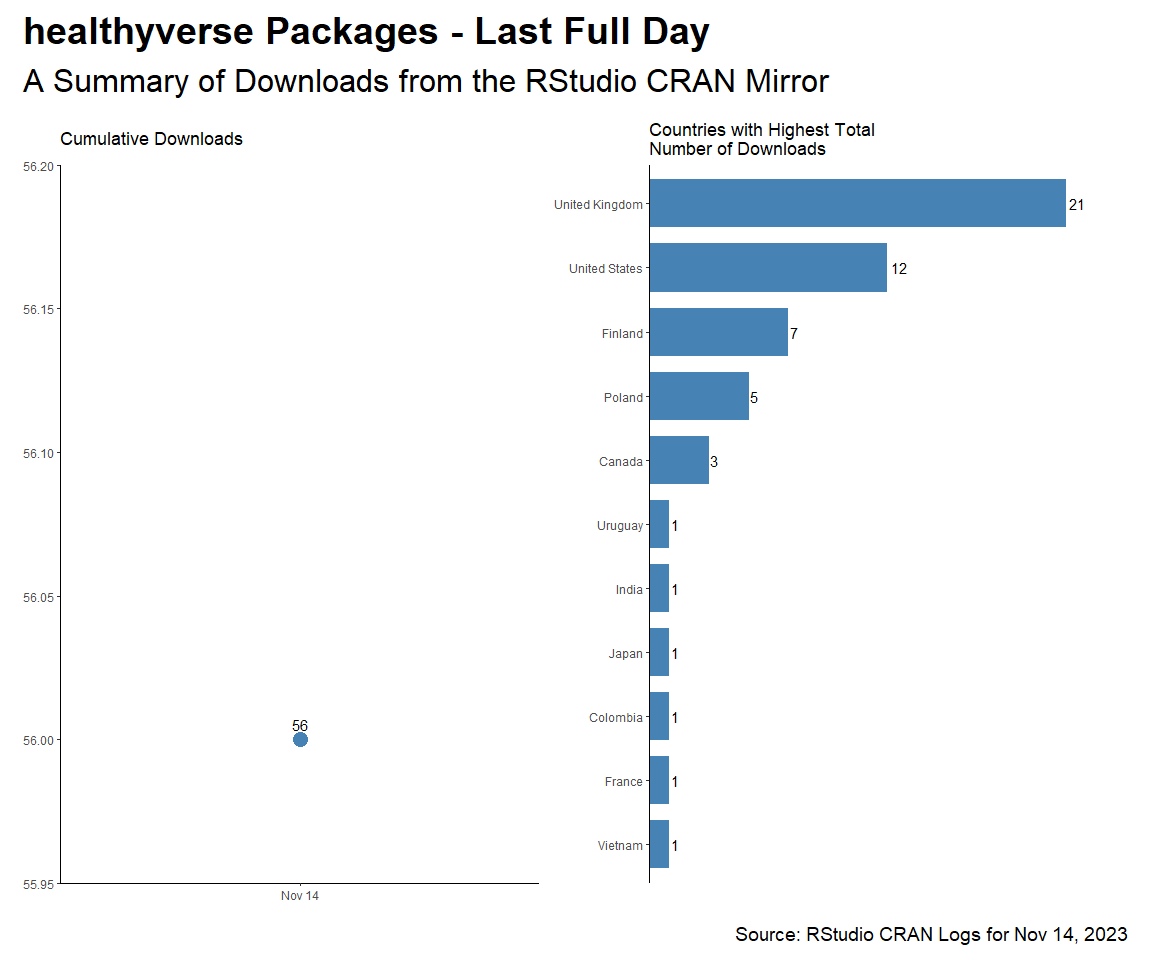 healthyverse Packages - Last Full Day
A Summary of Downloads from the RStudio CRAN Mirror
Cumulative Downloads
56.20
56.15
56.10
56.05
56.00
55.95
56
Nov 14
Countries with Highest Total
Number of Downloads
United Kingdom 21
United States 12
Finland 7
Poland 5
Canada 3
Uruguay 1
India 1
Japan 1
Colombia 1
France 1
Vietnam 1
Source: RStudio CRAN Logs for Nov 14, 2023